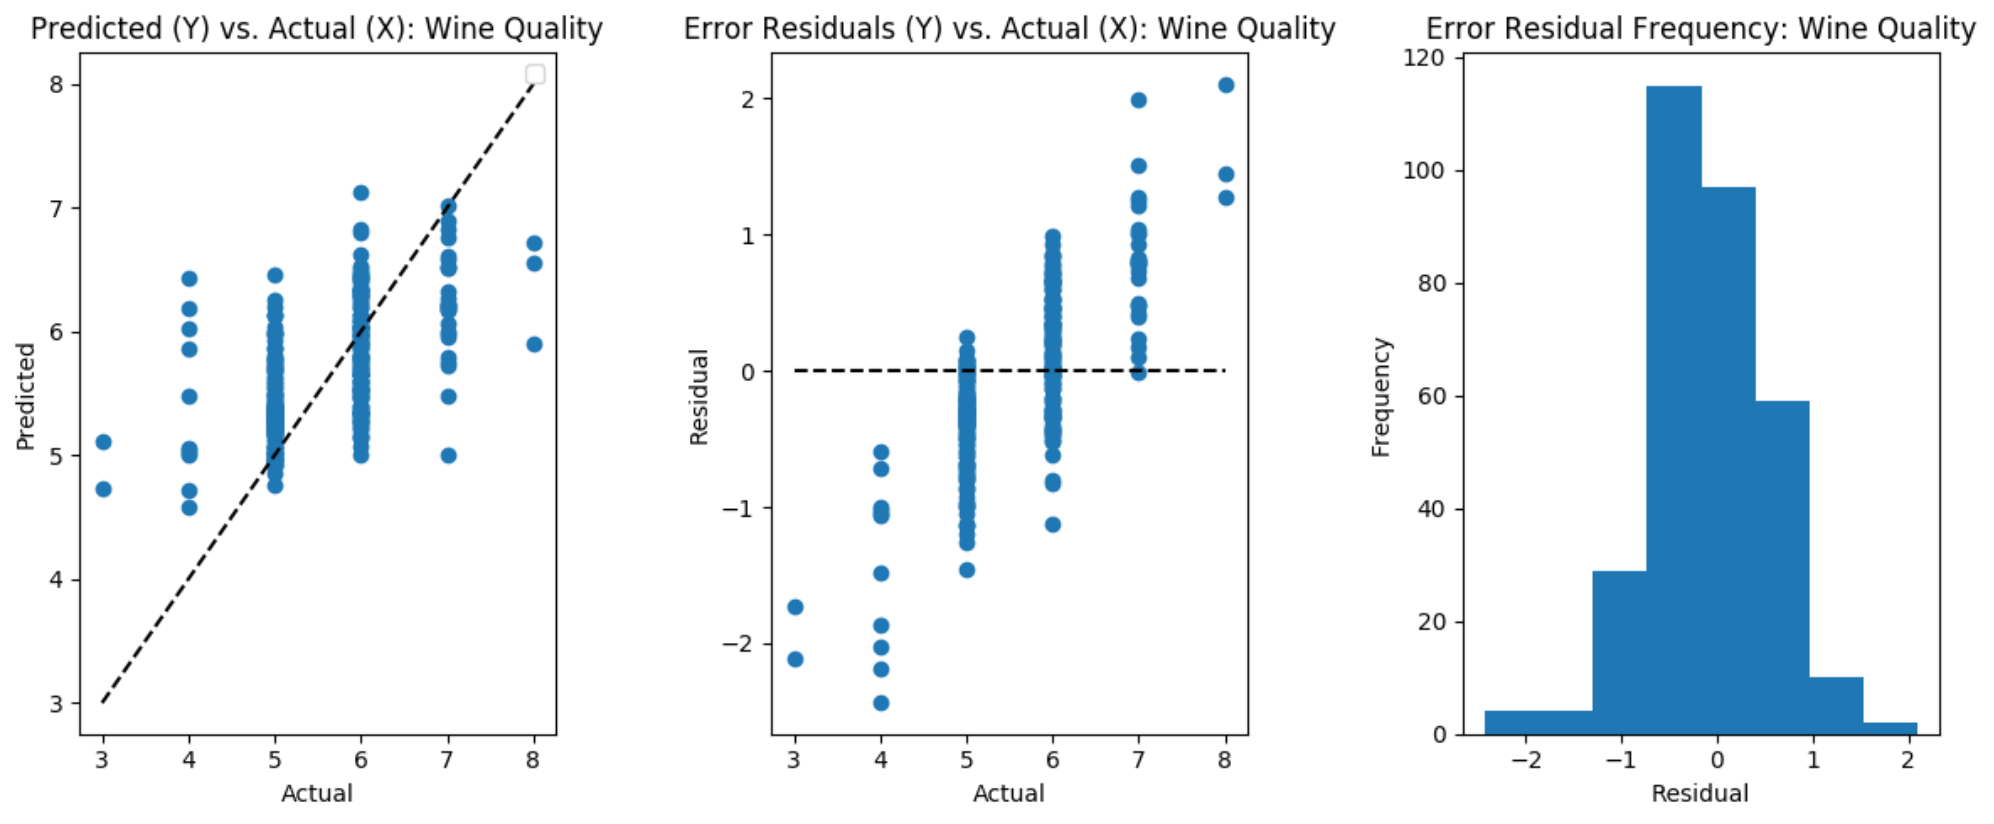 Predicted (Y) vs. Actual (X): Wine Quality
8
7
6
5
4
3
Predicted
3 4 5 6 7 8
Actual
Error Residuals (Y) vs. Actual (X): Wine Quality
2
1
0
−1
−2
Residual
3 4 5 6 7 8
Actual
Error Residual Frequency: Wine Quality
120
100
80
60
40
20
0
Frequency
−2 −1 0 1 2
Residual